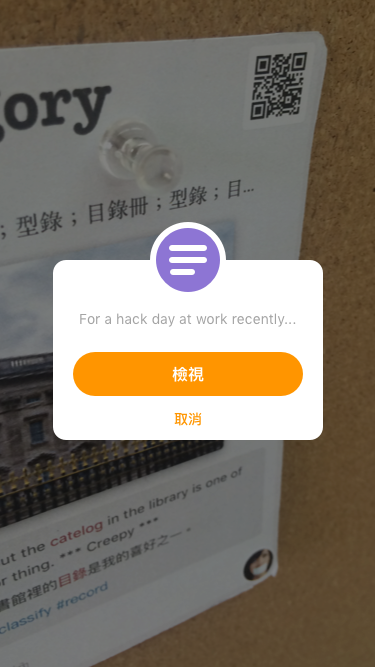 gory
；型錄；目錄冊；型錄；目...
For a hack day at work recently...
檢視
取消
ut the catelog in the library is one of
r thing. *** Creepy ***
書館裡的目錄是我的喜好之一。
classify #record